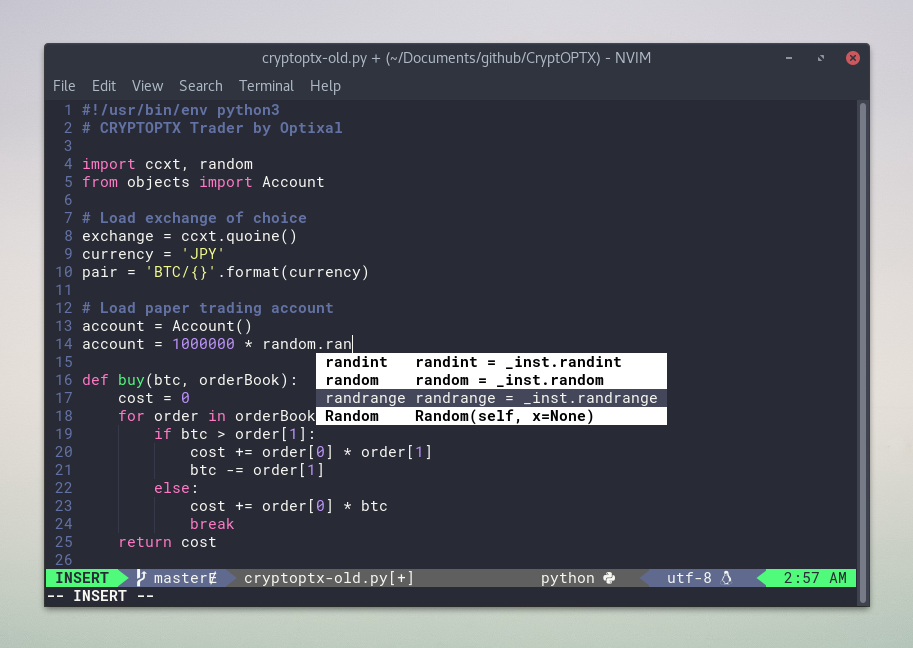 cryptoptx-old.py + (~/Documents/github/CryptOPTX) - NVIM
File Edit View Search Terminal Help
1 #!/usr/bin/env python3
2 # CRYPTOPTX Trader by Optixal
3
4 import ccxt, random
5 from objects import Account
6
7 # Load exchange of choice
8 exchange = ccxt.quoine()
9 currency = 'JPY'
10 pair = 'BTC/{}'.format(currency)
11
12 # Load paper trading account
13 account = Account()
14 account = 1000000 * random.ran
15 randint randint = _inst.randint
16 def buy(btc, orderBook): random random = _inst.random
17 cost = 0 randrange randrange = _inst.randrange
18 for order in orderBook Random Random(self, x=None)
19 if btc > order[1]:
20 cost += order[0] * order[1]
21 btc -= order[1]
22 else:
23 cost += order[0] * btc
24 break
25 return cost
26
INSERT master cryptoptx-old.py[+] python utf-8 2:57 AM
-- INSERT --